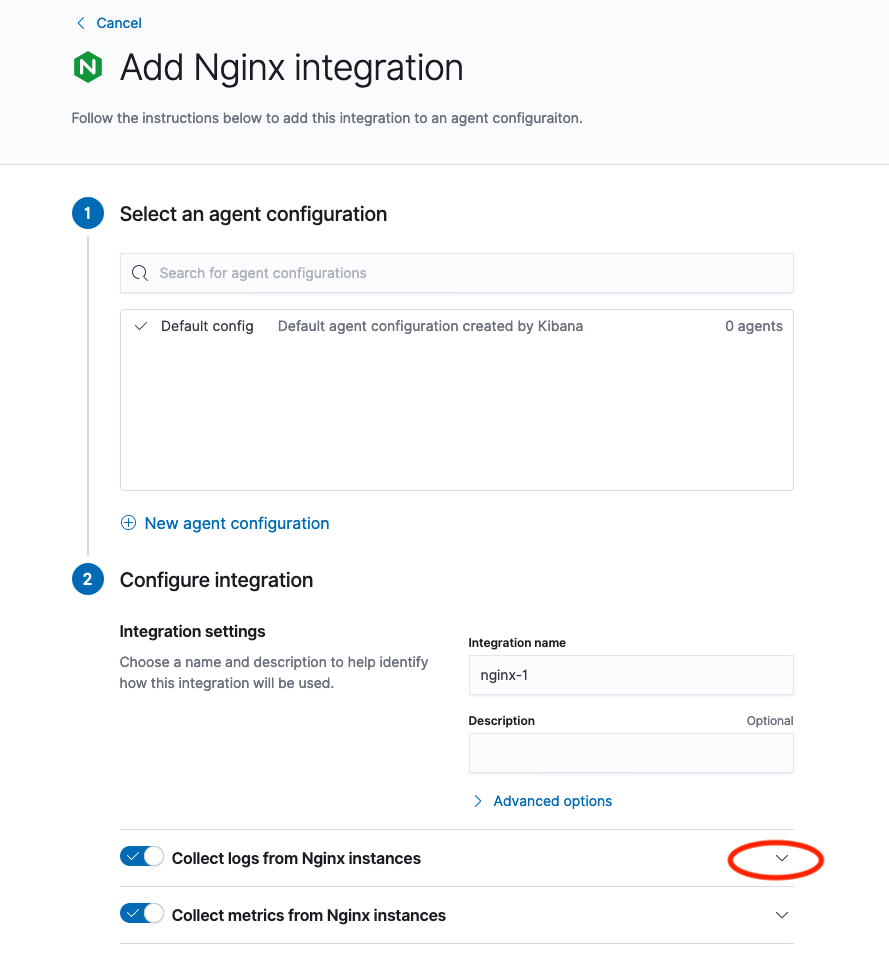 Cancel
Add Nginx integration
Follow the instructions below to add this integration to an agent configuraiton.
1 Select an agent configuration
Search for agent configurations
Default config Default agent configuration created by Kibana 0 agents
New agent configuration
2 Configure integration
Integration settings
Choose a name and description to help identify
how this integration will be used.
Integration name
nginx-1
Description Optional
Advanced options
Collect logs from Nginx instances
Collect metrics from Nginx instances